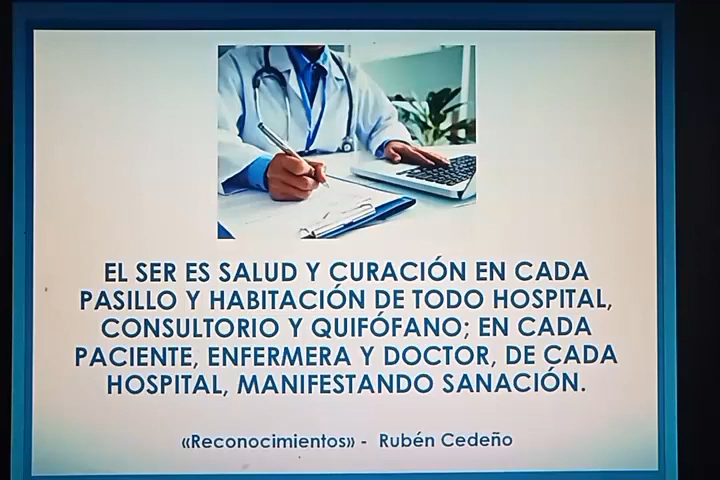 EL SER ES SALUD Y CURACIÓN EN CADA
PASILLO Y HABITACIÓN DE TODO HOSPITAL,
CONSULTORIO Y QUIFÓFANO; EN CADA
PACIENTE, ENFERMERA Y DOCTOR, DE CADA
HOSPITAL, MANIFESTANDO SANACIÓN.
«Reconocimientos» - Rubén Cedeño